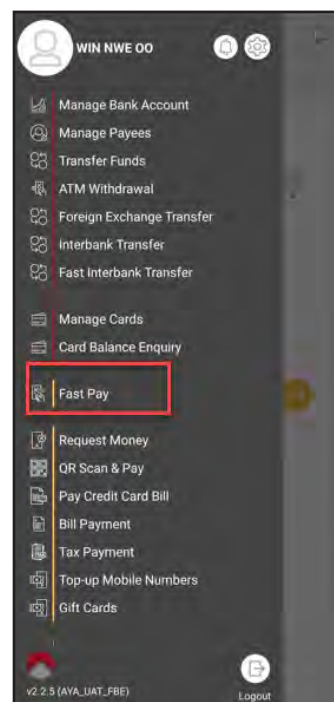 WIN NWE OO
Manage Bank Account
Manage Payees
Transfer Funds
ATM Withdrawal
Foreign Exchange Transfer
Interbank Transfer
Fast Interbank Transfer
Manage Cards
Card Balance Enquiry
Fast Pay
Request Money
QR Scan & Pay
Pay Credit Card Bill
Bill Payment
Tax Payment
Top-up Mobile Numbers
Gift Cards
v2.2.5 (AYA_UAT_FBE)
Logout